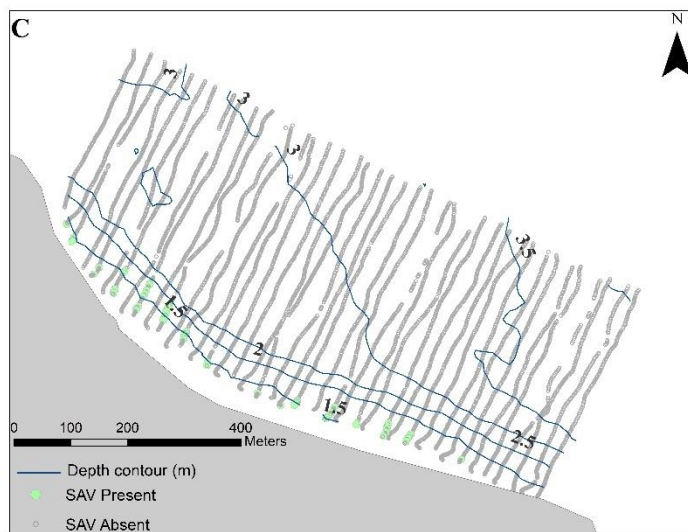 C
N
3
3
3
3.5
1.5
2
1.5
2.5
0 100 200 400
Meters
Depth contour (m)
SAV Present
SAV Absent